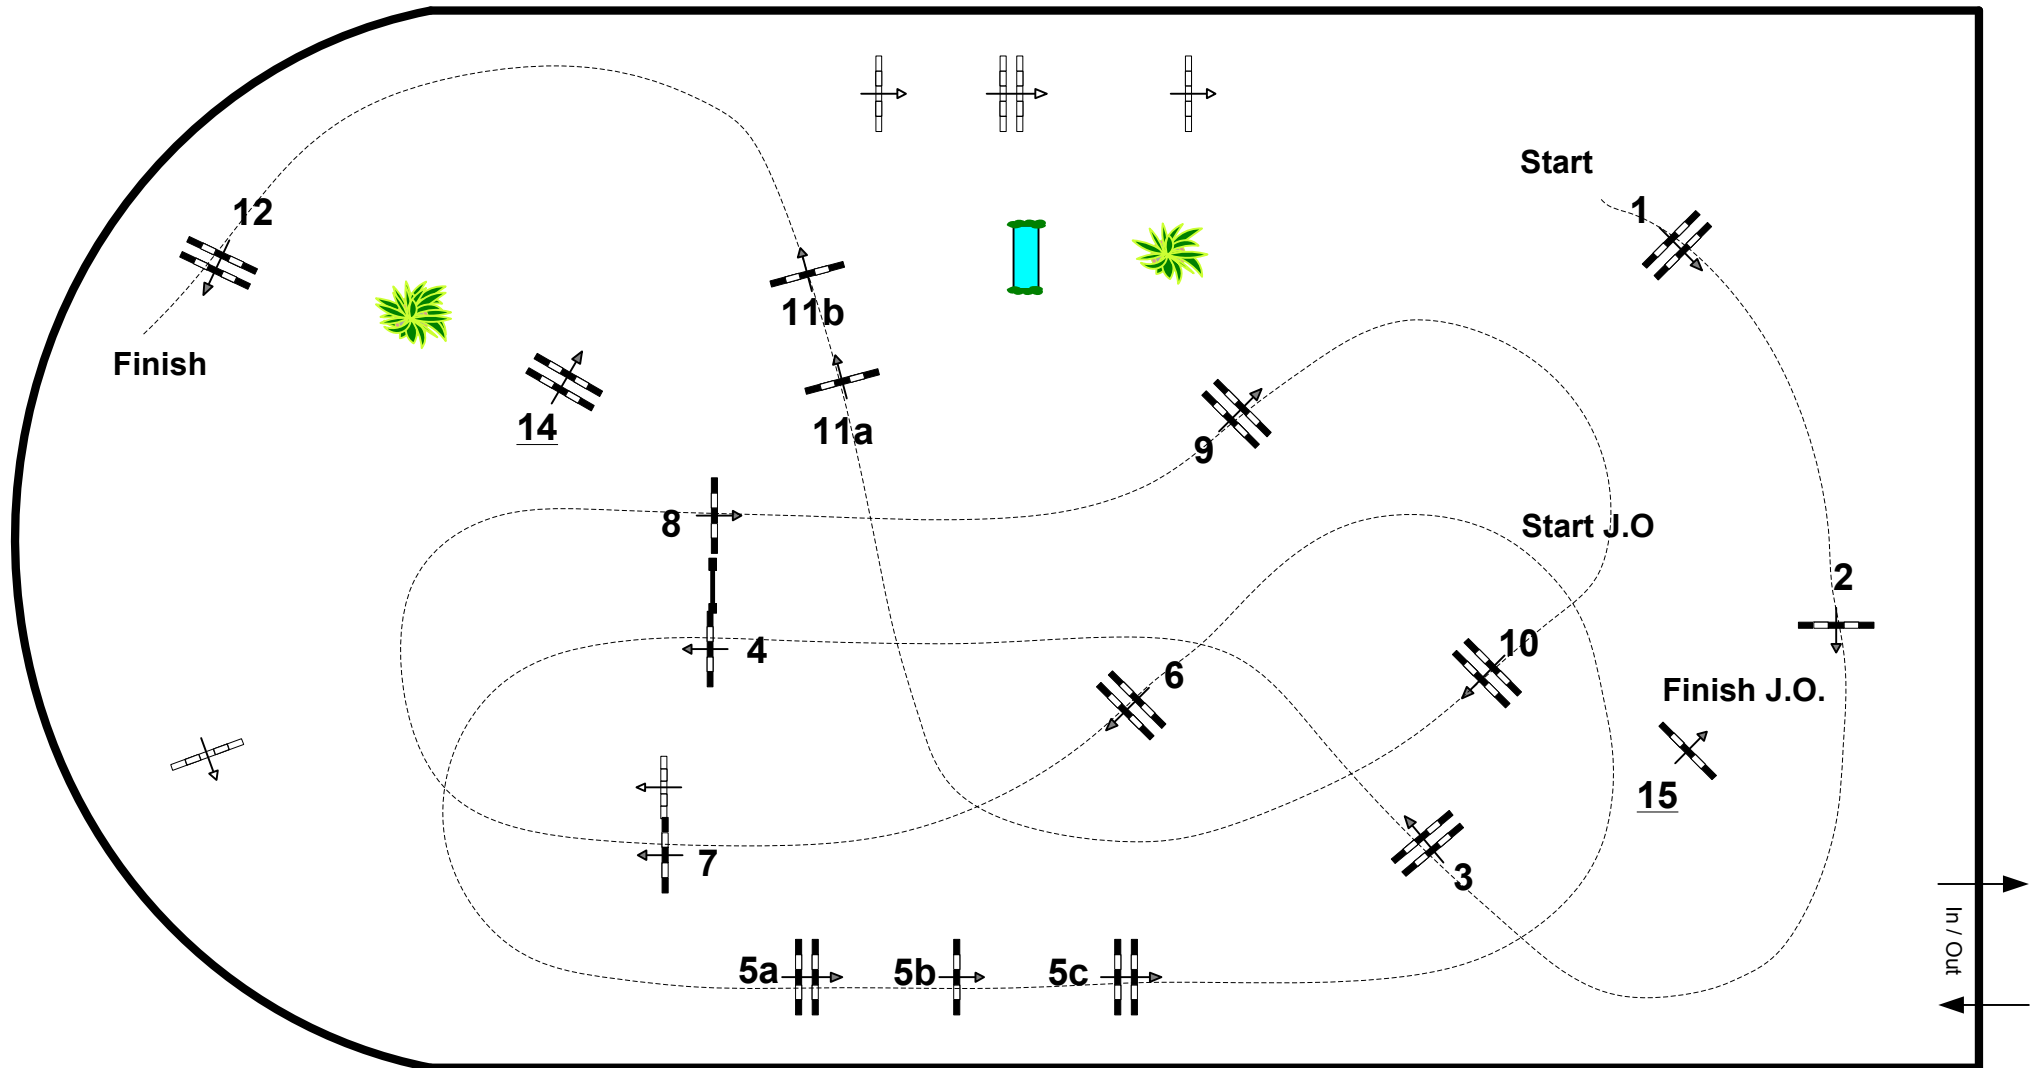 Start
1
12
11b
Finish
14
11a
9
8
Start J.O
2
4
10
6
Finish J.O.
15
7
3
In / Out
5a
5b
5c